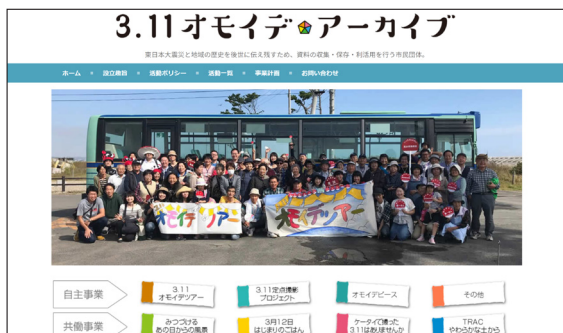 3.11オモイデアーカイブ
東日本大震災と地域の歴史を後世に伝え残すため、資料の収集・保存・利活用を行う市民団体。
ホーム 設立趣旨 活動ポリシー 活動一覧 事業計画 お問い合わせ
オモイデツアー オモイデツアー
自主事業
3.11
オモイデツアー
3.11定点撮影
プロジェクト
オモイデピース
その他
共働事業
みつづける
あの日からの風景
3月12日
はじまりのごはん
ケータイで撮った
3.11はありませんか
TRAC
やわらかな土から